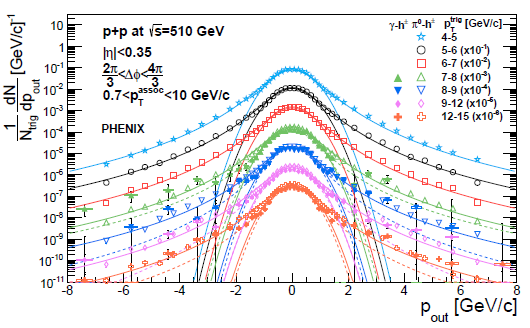 p+p at √s=510 GeV
|η|<0.35
2π/3<Δϕ<4π/3
0.7<p_T^assoc<10 GeV/c
PHENIX
γ-h± π⁰-h± p_T^trig [GeV/c]
4-5
5-6 (x10⁻¹)
6-7 (x10⁻²)
7-8 (x10⁻³)
8-9 (x10⁻⁴)
9-12 (x10⁻⁵)
12-15 (x10⁻⁶)
1/N_trig dN/dp_out [GeV/c]⁻¹
10
1
10⁻¹
10⁻²
10⁻³
10⁻⁴
10⁻⁵
10⁻⁶
10⁻⁷
10⁻⁸
10⁻⁹
10⁻¹⁰
10⁻¹¹
-8 -6 -4 -2 0 2 4 6 8
p_out [GeV/c]